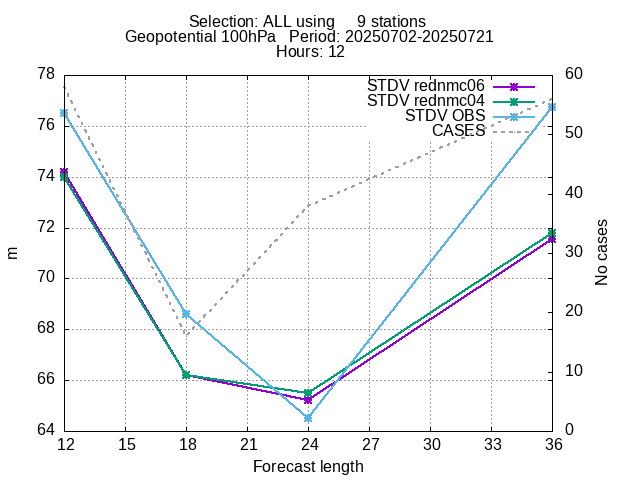 Selection: ALL using     9 stations
Geopotential 100hPa   Period: 20250702-20250721
Hours: 12
78
76
74
72
70
68
66
64
60
50
40
30
20
10
0
STDV rednmc06
STDV rednmc04
STDV OBS
CASES
m
No cases
12
15
18
21
24
27
30
33
36
Forecast length